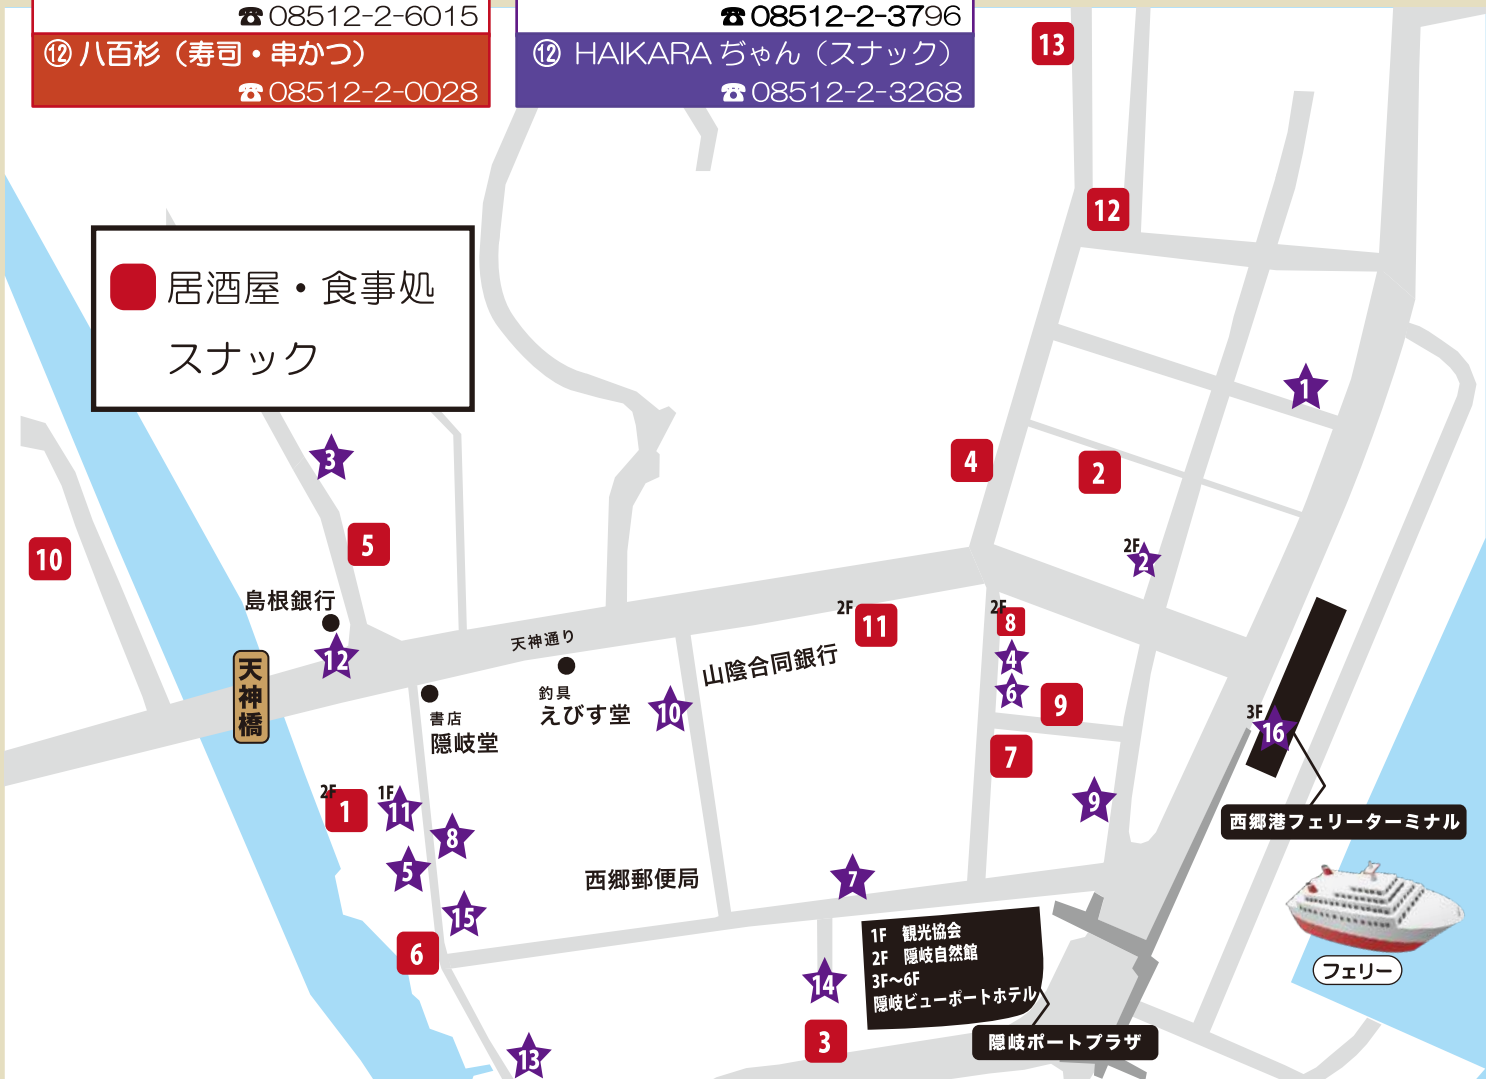 ☎08512-2-6015
⑫ 八百杉（寿司・串かつ）
☎08512-2-0028
☎08512-2-3796
⑫ HAIKARA ぢゃん（スナック）
☎08512-2-3268
居酒屋・食事処
スナック
13
12
1
3
4
2
5
10
2F
2
島根銀行
12
天神橋
天神通り
釣具
えびす堂
書店
隠岐堂
10
山陰合同銀行
2F
11
2F
8
4
6
9
7
9
3F
16
西郷港フェリーターミナル
2F
1
1F
11
8
5
15
6
西郷郵便局
7
14
3
13
1F 観光協会
2F 隠岐自然館
3F～6F
隠岐ビューポートホテル
隠岐ポートプラザ
フェリー